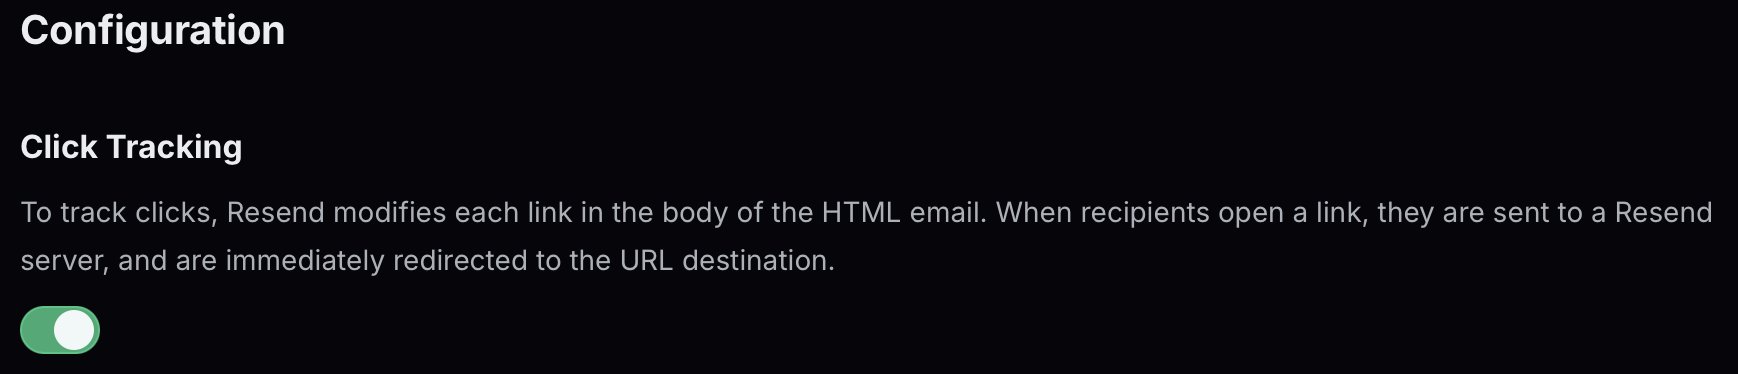 Configuration
Click Tracking
To track clicks, Resend modifies each link in the body of the HTML email. When recipients open a link, they are sent to a Resend
server, and are immediately redirected to the URL destination.